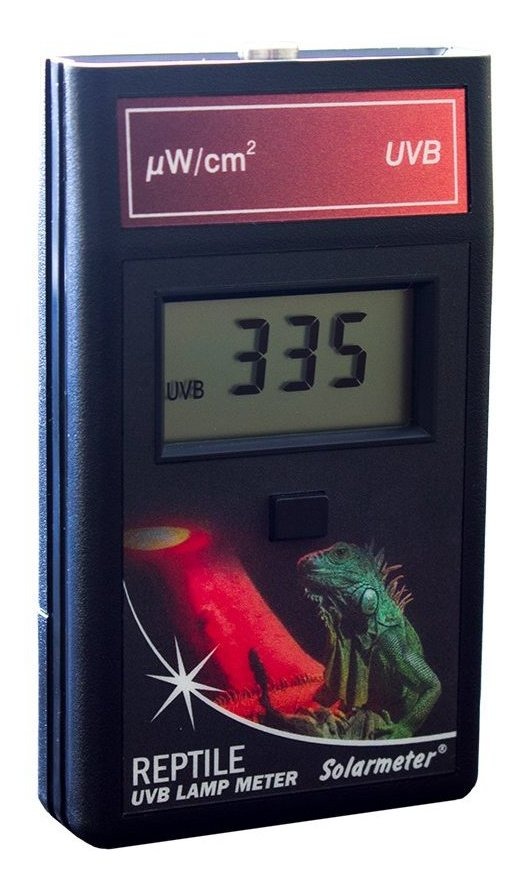 µW/cm² UVB
335
UVB
REPTILE
UVB LAMP METER Solarmeter®